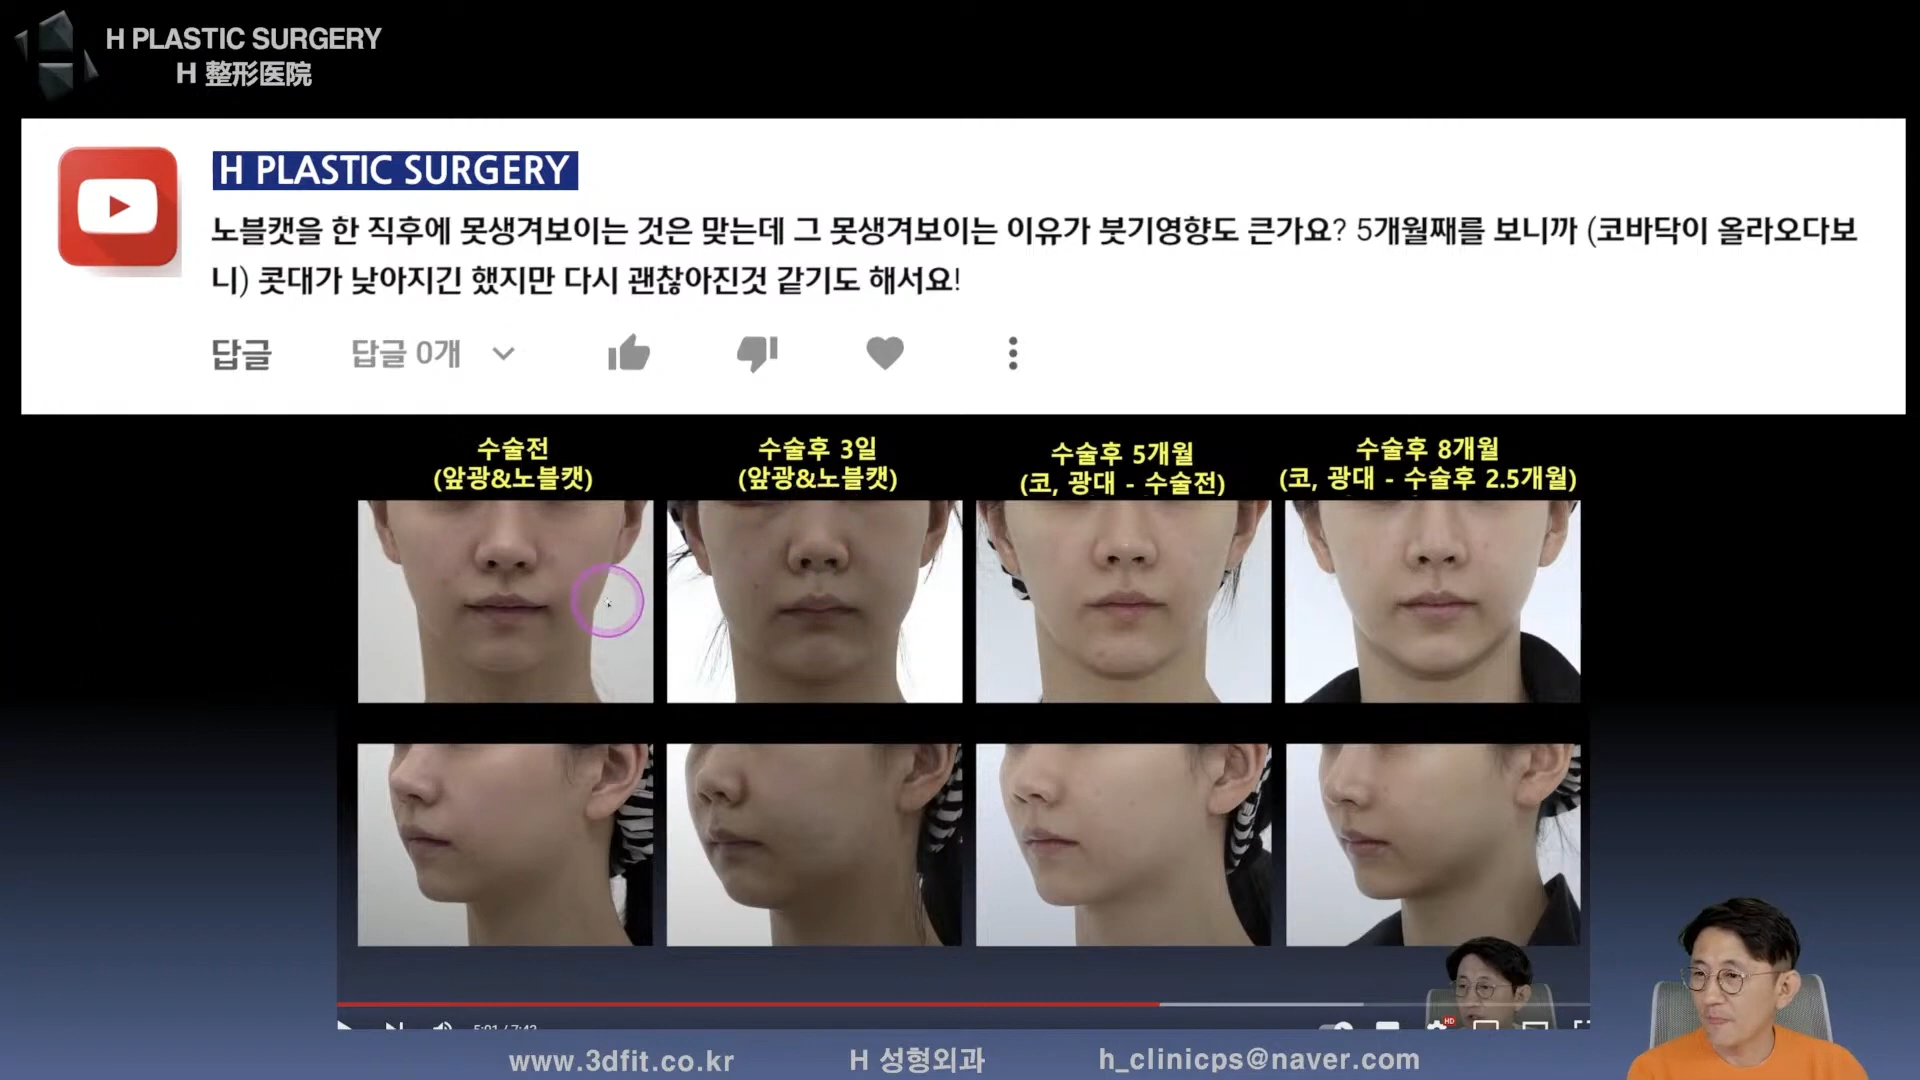 H PLASTIC SURGERY
H 整形医院
H PLASTIC SURGERY
노블캣을 한 직후에 못생겨보이는 것은 맞는데 그 못생겨보이는 이유가 붓기영향도 큰가요? 5개월째를 보니까 (코바닥이 올라오다보
니) 콧대가 낮아지긴 했지만 다시 괜찮아진것 같기도 해서요!
답글 답글 0개
수술전
(앞광&노블캣)
수술후 3일
(앞광&노블캣)
수술후 5개월
(코, 광대 - 수술전)
수술후 8개월
(코, 광대 - 수술후 2.5개월)
5:01 / 7:42
HD
www.3dfit.co.kr H 성형외과 h_clinicps@naver.com